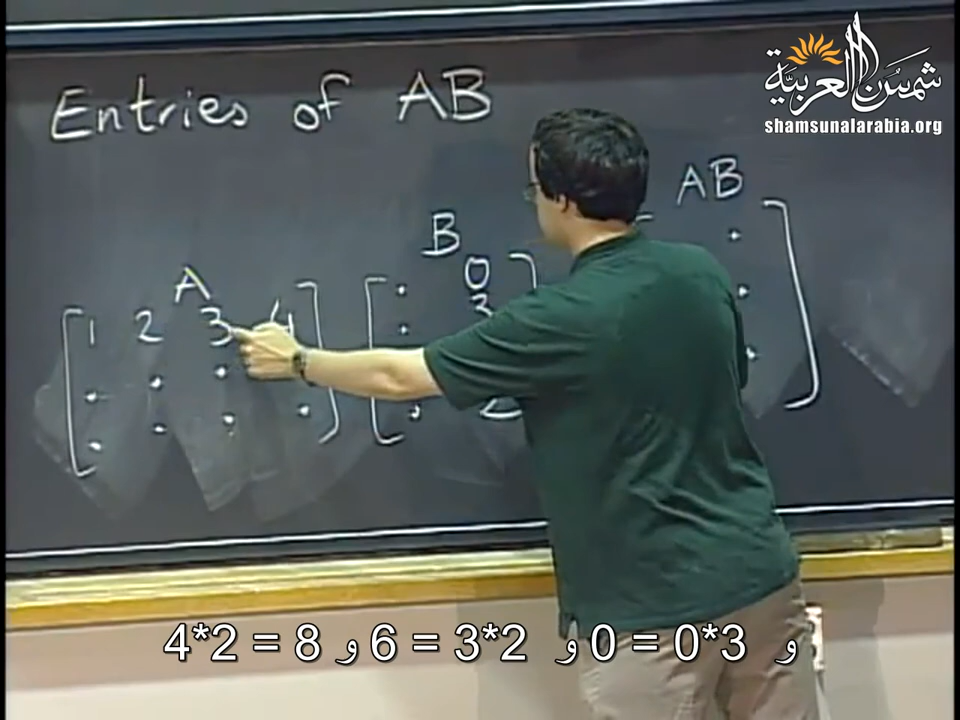 شمس العربية
shamsunalarabia.org
Entries of AB
AB
B
0
A
1 2 3 4
3
و 3*0 = 0 و 2*3 = 6 و 8 = 2*4